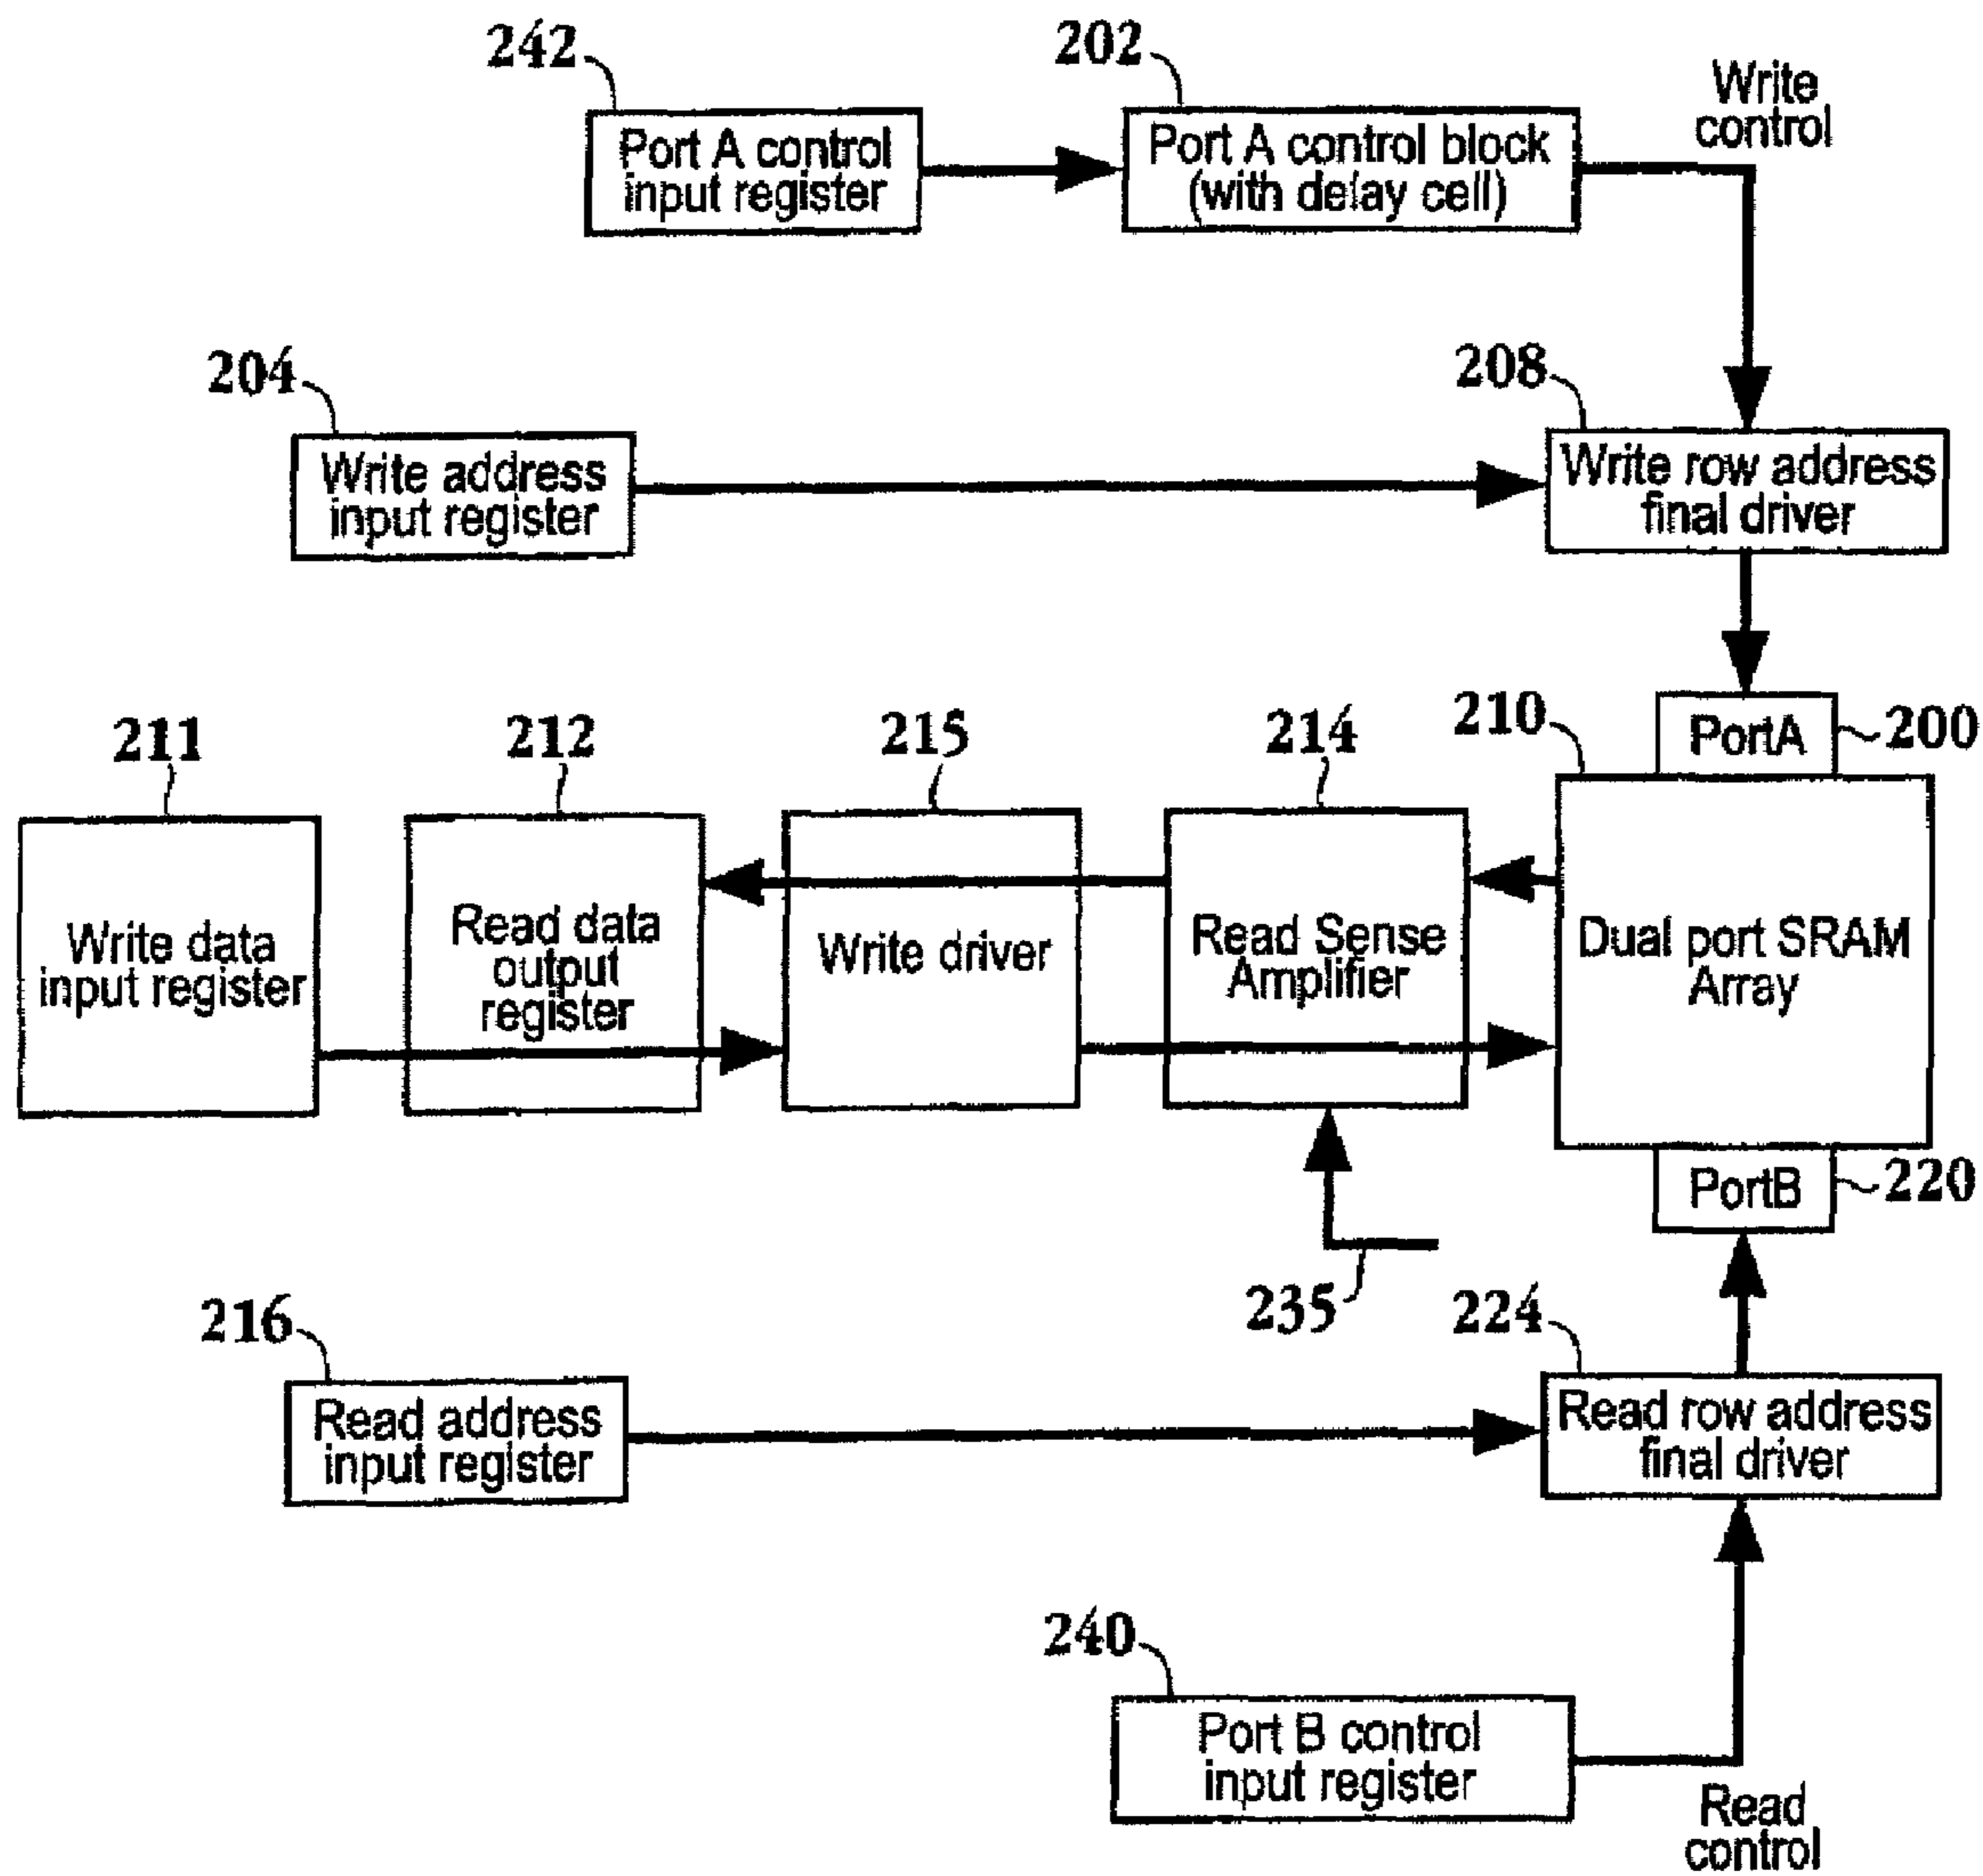 242
202
Write
control
Port A control
input register
Port A control block
(with delay cell)
204
208
Write address
input register
Write row address
final driver
211
212
215
214
210
PortA
200
Write data
input register
Read data
output
register
Write driver
Read Sense
Amplifier
Dual port SRAM
Array
PortB
220
235
216
224
Read address
input register
Read row address
final driver
240
Port B control
input register
Read
control